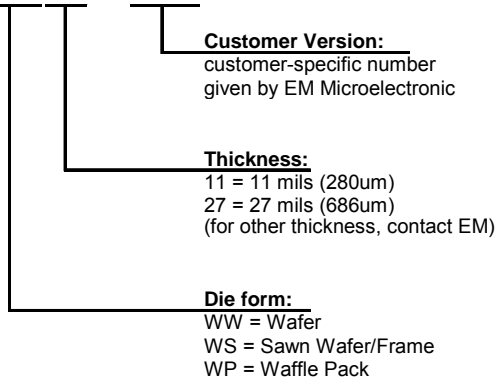 Customer Version:
customer-specific number
given by EM Microelectronic
Thickness:
11 = 11 mils (280um)
27 = 27 mils (686um)
(for other thickness, contact EM)
Die form:
WW = Wafer
WS = Sawn Wafer/Frame
WP = Waffle Pack